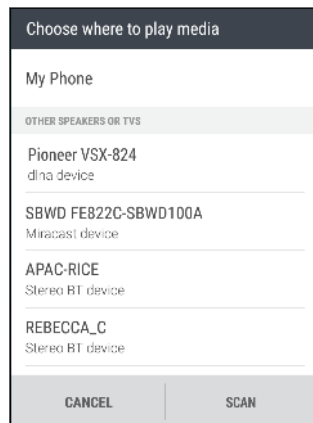 Choose where to play media
My Phone
OTHER SPEAKERS OR TVS
Pioneer VSX-824
dlna device
SBWD FE822C-SBWD100A
Miracast device
APAC-RICE
Stereo BT device
REBECCA_C
Stereo BT device
CANCEL SCAN